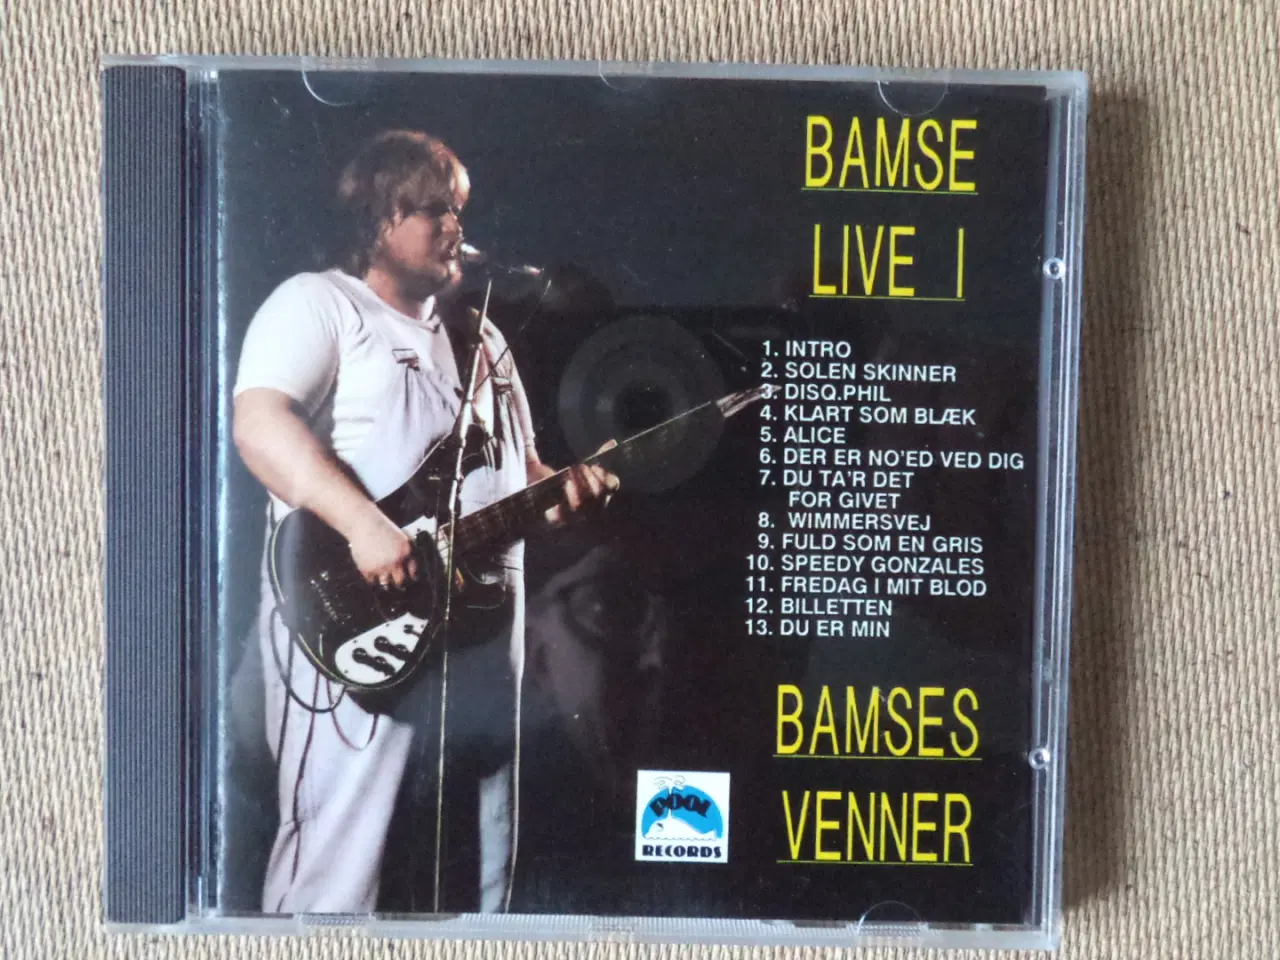 BAMSE
LIVE I
1. INTRO
2. SOLEN SKINNER
3. DISQ.PHIL
4. KLART SOM BLÆK
5. ALICE
6. DER ER NO'ED VED DIG
7. DU TA'R DET
FOR GIVET
8. WIMMERSVEJ
9. FULD SOM EN GRIS
10. SPEEDY GONZALES
11. FREDAG I MIT BLOD
12. BILLETTEN
13. DU ER MIN
BAMSES
VENNER
POOL
RECORDS